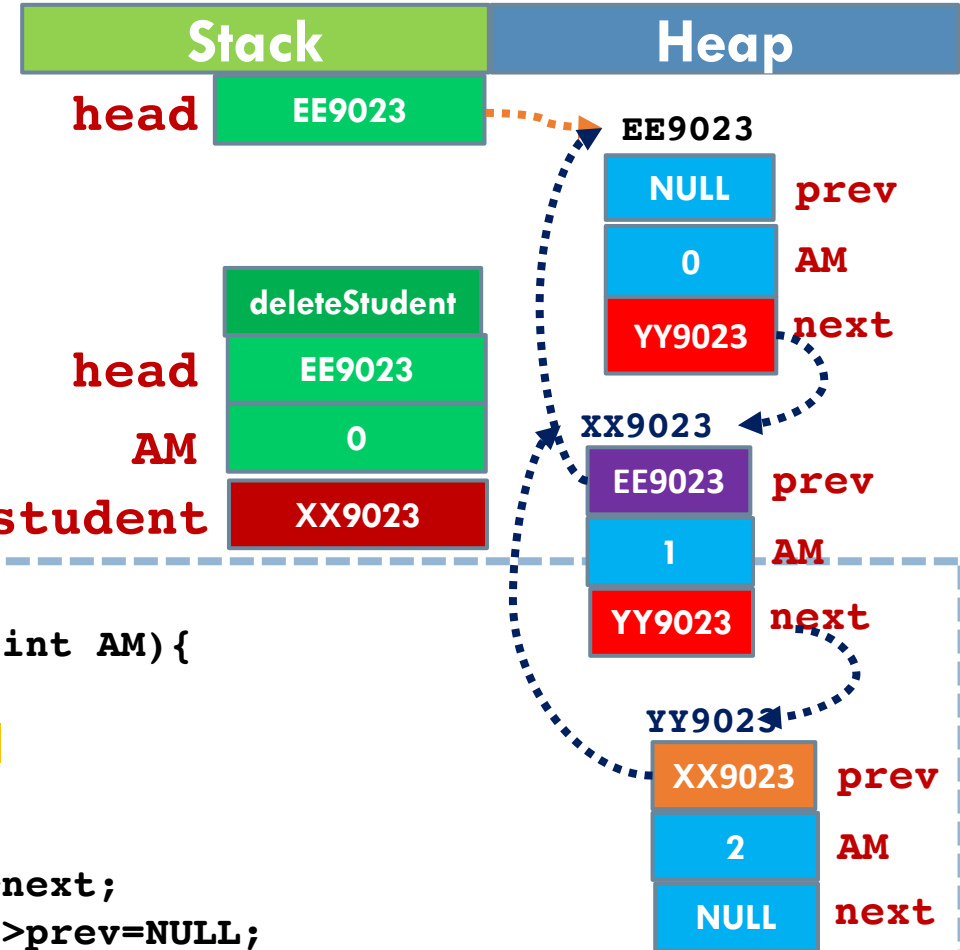 Stack Heap
head EE9023
EE9023
NULL prev
0 AM
YY9023 next
deleteStudent
head EE9023
AM 0
student XX9023
XX9023
EE9023 prev
1 AM
YY9023 next
YY9023
XX9023 prev
2 AM
NULL next
int AM){
next;
>prev=NULL;